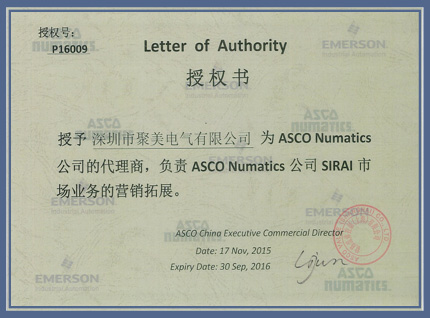 授权号:
P16009
Letter of Authority
授权书
授予 深圳市聚美电气有限公司 为 ASCO Numatics
公司的代理商，负责 ASCO Numatics 公司 SIRAI 市
场业务的营销拓展。
ASCO China Executive Commercial Director
Date: 17 Nov, 2015
Expiry Date: 30 Sep, 2016
ASCO
numatics
EMERSON
Industrial Automation